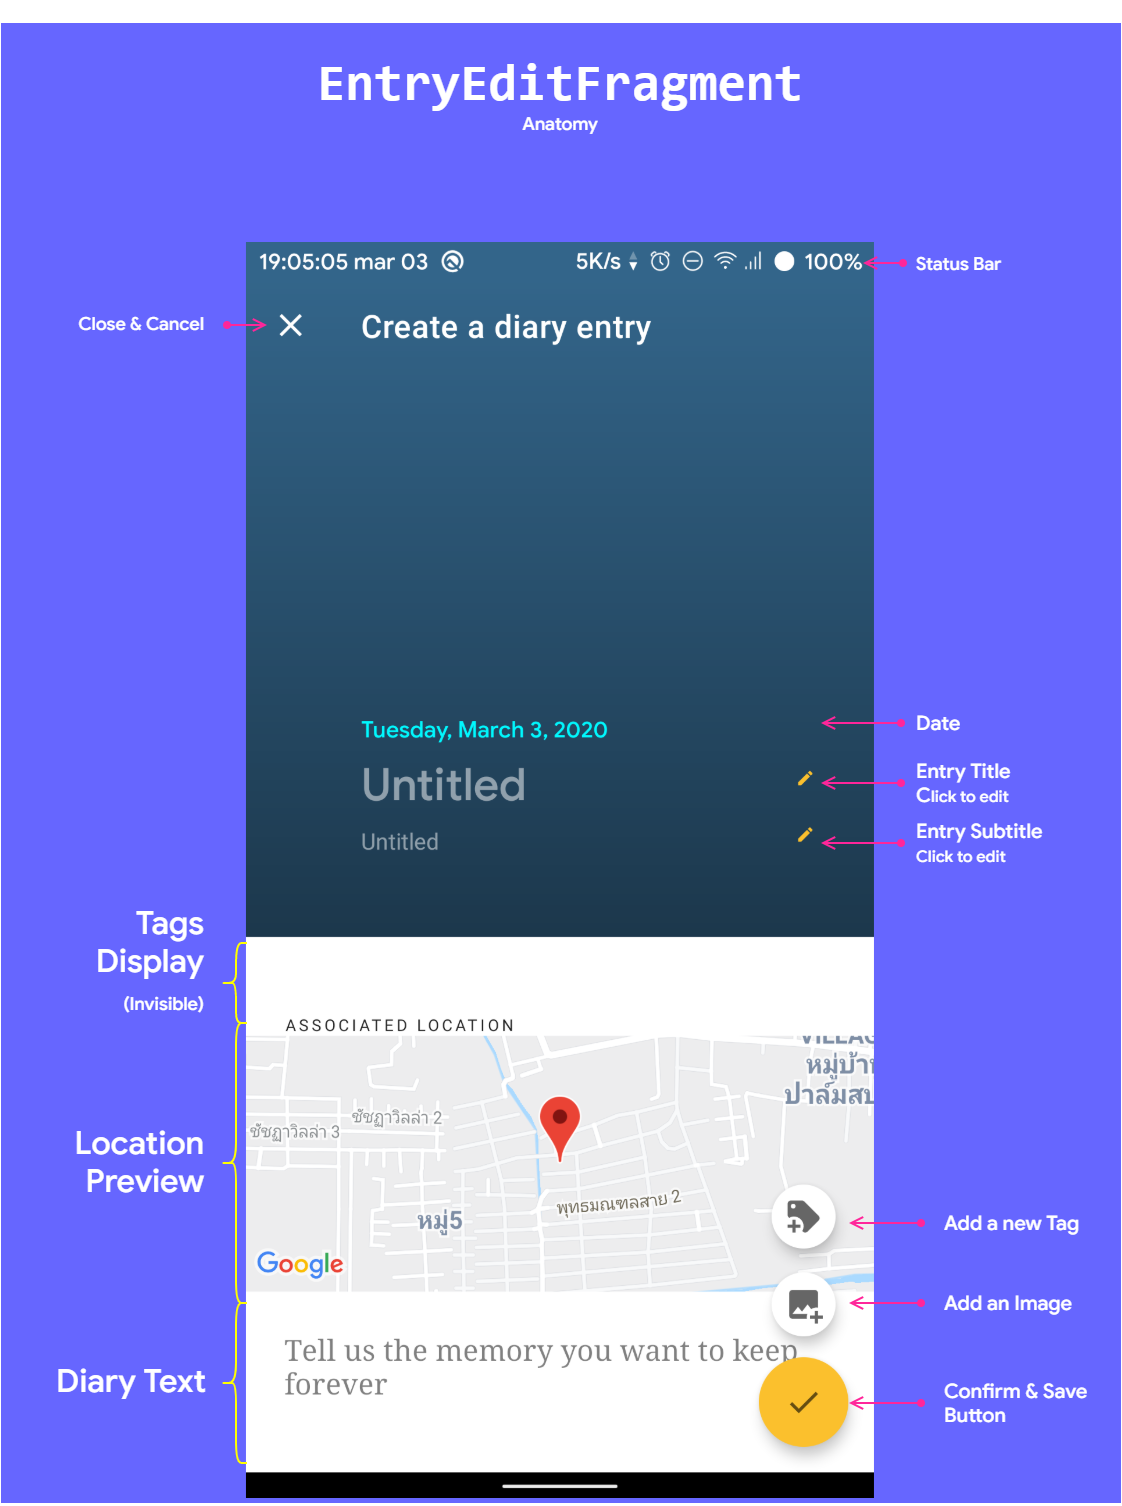 EntryEditFragment
Anatomy
19:05:05 mar 03
5K/s
100%
Status Bar
Close & Cancel
Create a diary entry
Tuesday, March 3, 2020
Date
Untitled
Entry Title
Click to edit
Untitled
Entry Subtitle
Click to edit
Tags
Display
(Invisible)
ASSOCIATED LOCATION
หมู่บ้า
ปาล์มส
ชัชฎาวิลล่า 2
ชัชฎาวิลล่า 3
Location
Preview
พุทธมณฑลสาย 2
หมู่5
Add a new Tag
Google
Add an Image
Tell us the memory you want to keep
forever
Diary Text
Confirm & Save
Button